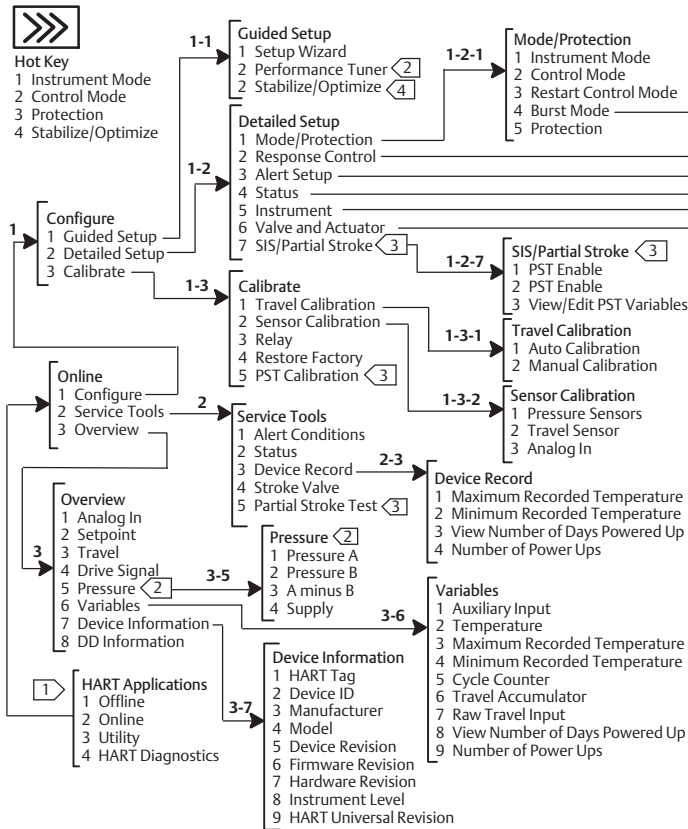 Hot Key
1 Instrument Mode
2 Control Mode
3 Protection
4 Stabilize/Optimize
1-1
Guided Setup
1 Setup Wizard
2 Performance Tuner 2
2 Stabilize/Optimize 4
1-2
Detailed Setup
1 Mode/Protection
2 Response Control
3 Alert Setup
4 Status
5 Instrument
6 Valve and Actuator
7 SIS/Partial Stroke 3
1-2-1
Mode/Protection
1 Instrument Mode
2 Control Mode
3 Restart Control Mode
4 Burst Mode
5 Protection
1-2-7
SIS/Partial Stroke 3
1 PST Enable
2 PST Enable
3 View/Edit PST Variables
1
Configure
1 Guided Setup
2 Detailed Setup
3 Calibrate
1-3
Calibrate
1 Travel Calibration
2 Sensor Calibration
3 Relay
4 Restore Factory
5 PST Calibration 3
1-3-1
Travel Calibration
1 Auto Calibration
2 Manual Calibration
1-3-2
Sensor Calibration
1 Pressure Sensors
2 Travel Sensor
3 Analog In
Online
1 Configure
2 Service Tools
3 Overview
2
Service Tools
1 Alert Conditions
2 Status
3 Device Record
4 Stroke Valve
5 Partial Stroke Test 3
2-3
Device Record
1 Maximum Recorded Temperature
2 Minimum Recorded Temperature
3 View Number of Days Powered Up
4 Number of Power Ups
3
Overview
1 Analog In
2 Setpoint
3 Travel
4 Drive Signal
5 Pressure 2
6 Variables
7 Device Information
8 DD Information
3-5
Pressure 2
1 Pressure A
2 Pressure B
3 A minus B
4 Supply
3-6
Variables
1 Auxiliary Input
2 Temperature
3 Maximum Recorded Temperature
4 Minimum Recorded Temperature
5 Cycle Counter
6 Travel Accumulator
7 Raw Travel Input
8 View Number of Days Powered Up
9 Number of Power Ups
3-7
Device Information
1 HART Tag
2 Device ID
3 Manufacturer
4 Model
5 Device Revision
6 Firmware Revision
7 Hardware Revision
8 Instrument Level
9 HART Universal Revision
1
HART Applications
1 Offline
2 Online
3 Utility
4 HART Diagnostics